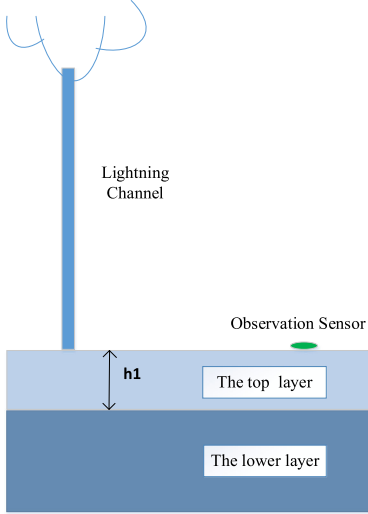 Lightning
Channel
Observation Sensor
h1
The top layer
The lower layer